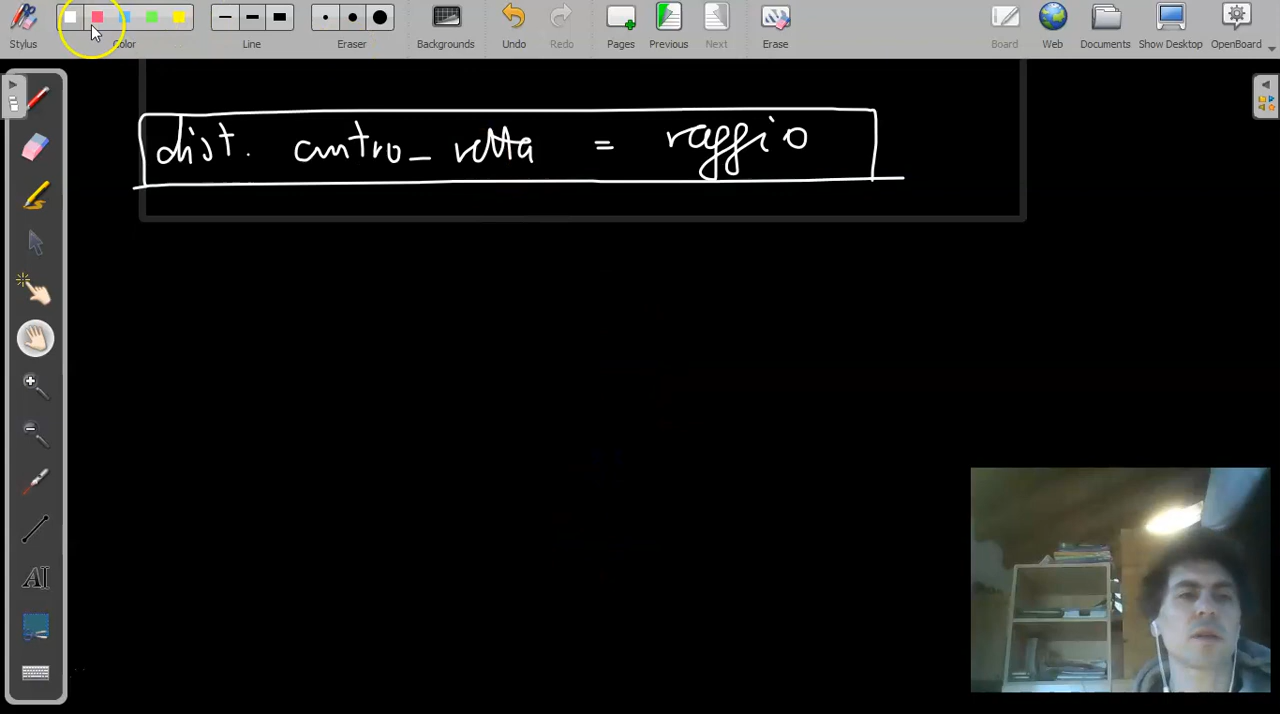 Stylus Color Line Eraser Backgrounds Undo Redo Pages Previous Next Erase Board Web Documents Show Desktop OpenBoard
dist. centro_retta = raggio
AI